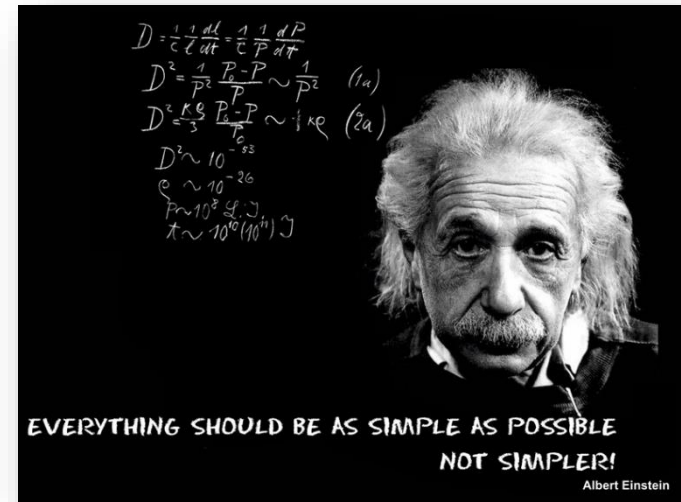 D = 1/c 1/l dl/dt = 1/c 1/P dP/dt
D² = 1/P² P₀-P/P ~ 1/P² (1a)
D² = κρ/3 P₀-P/P₀ ~ κρ (2a)
D² ~ 10⁻⁵³
ρ ~ 10⁻²⁶
P ~ 10⁸ L.J.
t ~ 10¹⁰(10¹¹) J
EVERYTHING SHOULD BE AS SIMPLE AS POSSIBLE
NOT SIMPLER!
Albert Einstein